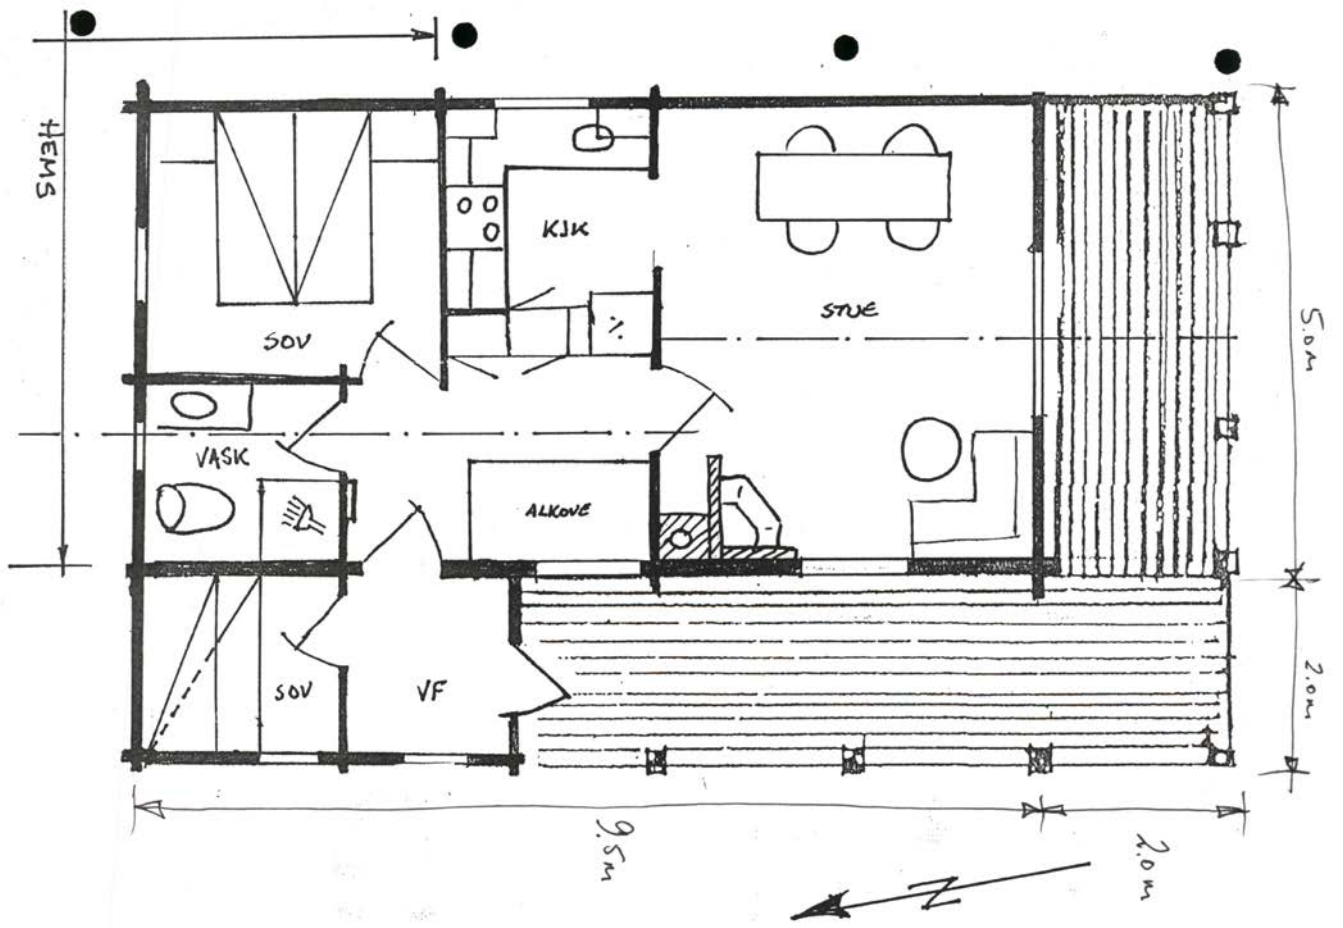 HEMS
KJK
STUE
SOV
VASK
ALKOVE
SOV
VF
5.0m
2.0m
9.5m
2.0m
N